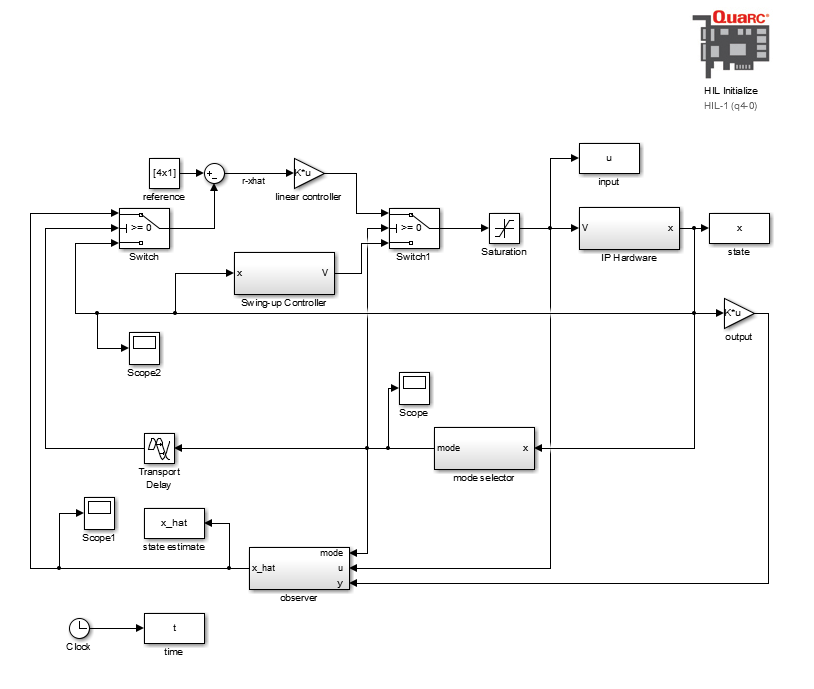 QUARC
HIL Initialize
HIL-1 (q4-0)
[4x1]
reference
+
_
r-xhat
K*u
linear controller
u
input
>= 0
Switch
>= 0
Switch1
Saturation
V
x
IP Hardware
x
state
x
V
Swing-up Controller
K*u
output
Scope2
Scope
Transport
Delay
mode
x
mode selector
Scope1
x_hat
state estimate
mode
x_hat
u
y
observer
Clock
t
time